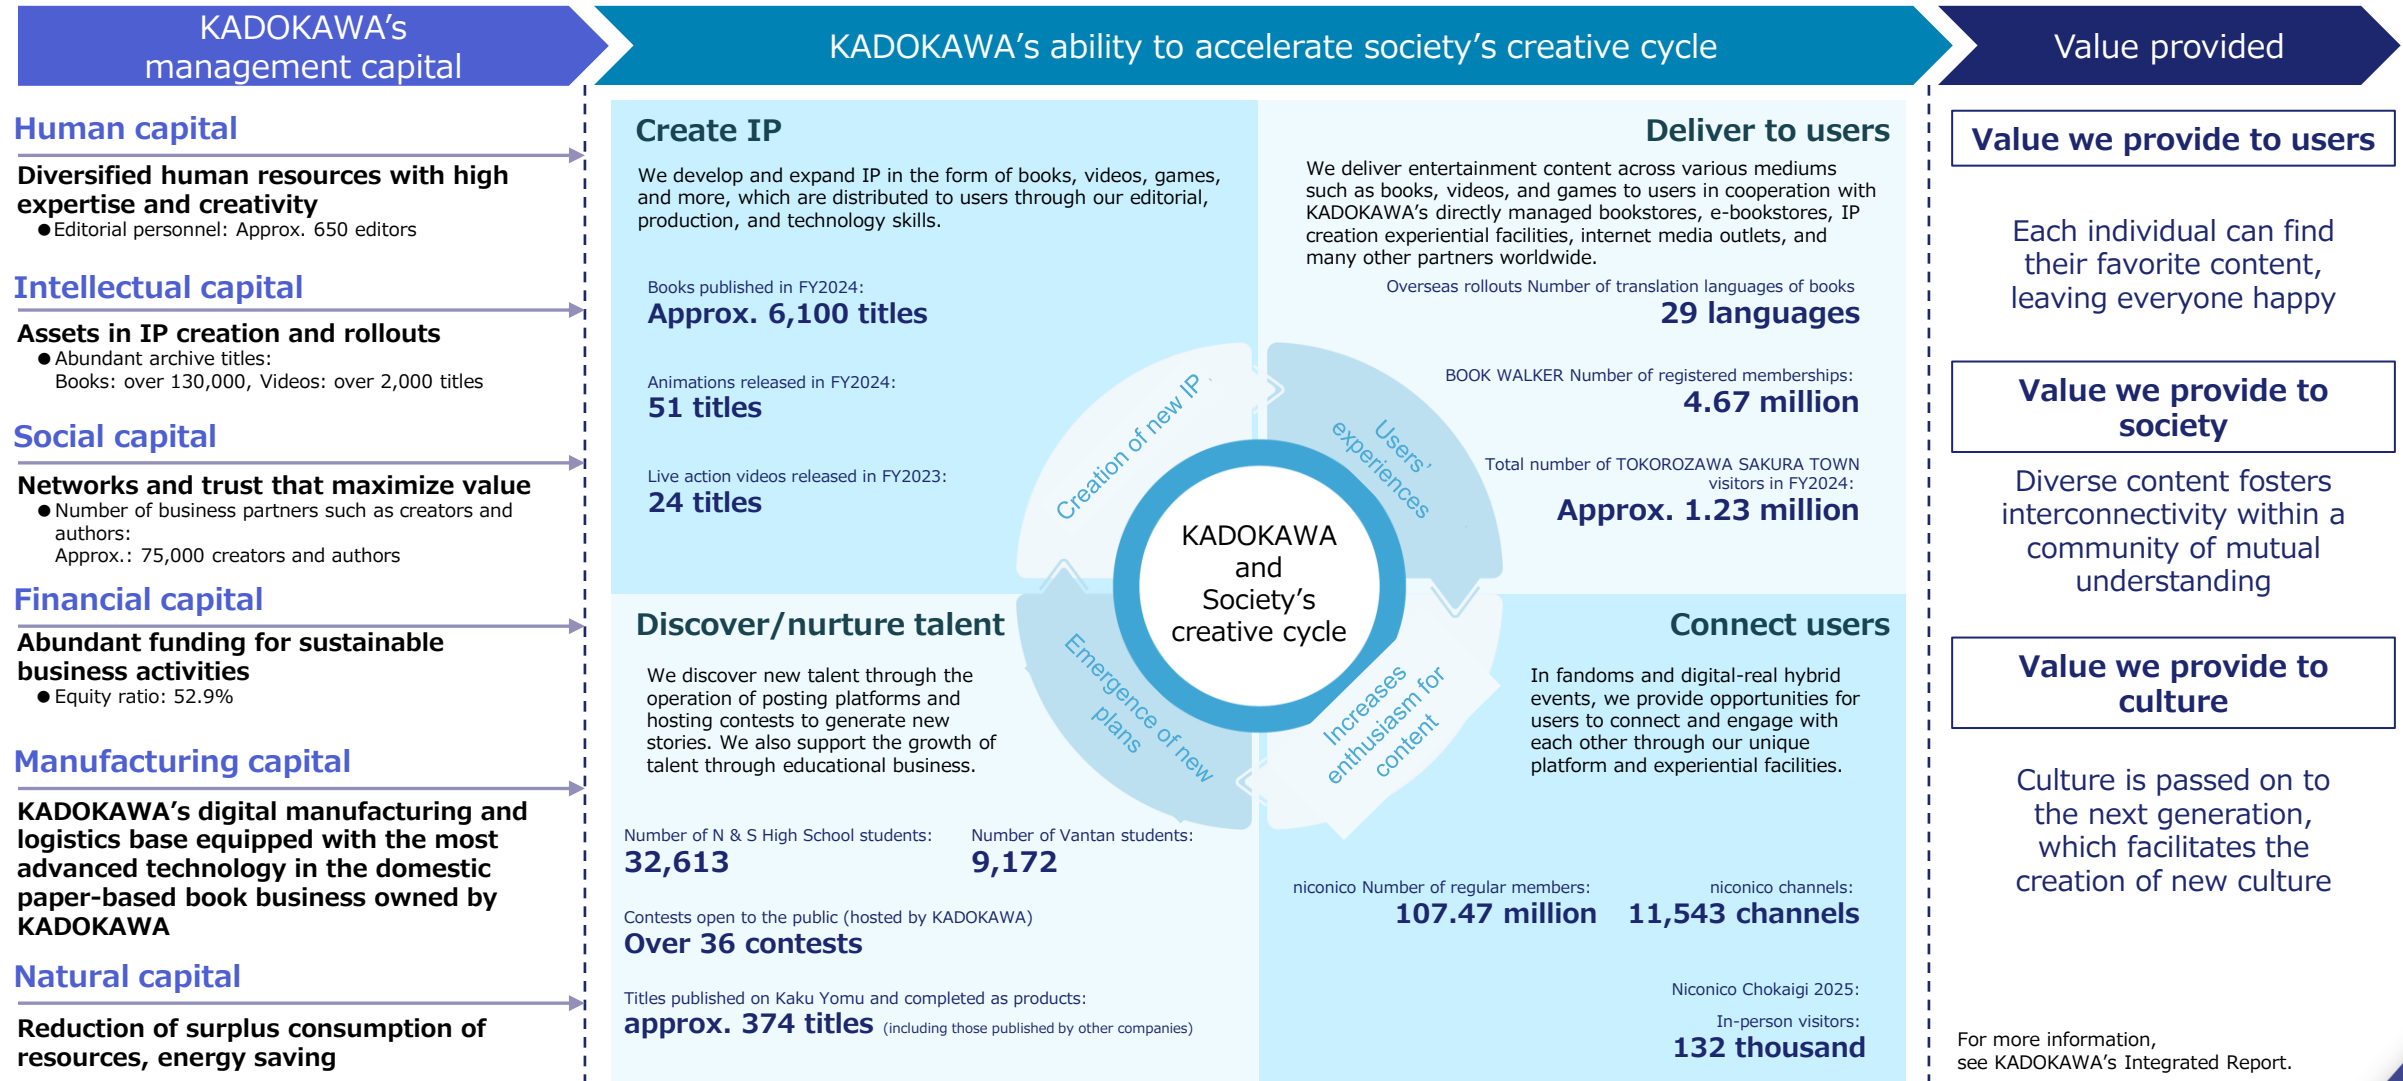 KADOKAWA's
management capital
KADOKAWA's ability to accelerate society's creative cycle
Value provided
Human capital
Diversified human resources with high
expertise and creativity
●Editorial personnel: Approx. 650 editors
Intellectual capital
Assets in IP creation and rollouts
●Abundant archive titles:
Books: over 130,000, Videos: over 2,000 titles
Social capital
Networks and trust that maximize value
●Number of business partners such as creators and
authors:
Approx.: 75,000 creators and authors
Financial capital
Abundant funding for sustainable
business activities
●Equity ratio: 52.9%
Manufacturing capital
KADOKAWA's digital manufacturing and
logistics base equipped with the most
advanced technology in the domestic
paper-based book business owned by
KADOKAWA
Natural capital
Reduction of surplus consumption of
resources, energy saving
Create IP
We develop and expand IP in the form of books, videos, games,
and more, which are distributed to users through our editorial,
production, and technology skills.
Books published in FY2024:
Approx. 6,100 titles
Animations released in FY2024:
51 titles
Live action videos released in FY2023:
24 titles
Deliver to users
We deliver entertainment content across various mediums
such as books, videos, and games to users in cooperation with
KADOKAWA's directly managed bookstores, e-bookstores, IP
creation experiential facilities, internet media outlets, and
many other partners worldwide.
Overseas rollouts Number of translation languages of books
29 languages
BOOK WALKER Number of registered memberships:
4.67 million
Total number of TOKOROZAWA SAKURA TOWN
visitors in FY2024:
Approx. 1.23 million
Creation of new IP
Users'
experiences
KADOKAWA
and
Society's
creative cycle
Emergence of new
plans
Increases
enthusiasm for
content
Discover/nurture talent
We discover new talent through the
operation of posting platforms and
hosting contests to generate new
stories. We also support the growth of
talent through educational business.
Number of N & S High School students:
32,613
Number of Vantan students:
9,172
Contests open to the public (hosted by KADOKAWA)
Over 36 contests
Titles published on Kaku Yomu and completed as products:
approx. 374 titles (including those published by other companies)
Connect users
In fandoms and digital-real hybrid
events, we provide opportunities for
users to connect and engage with
each other through our unique
platform and experiential facilities.
niconico Number of regular members:
107.47 million
niconico channels:
11,543 channels
Niconico Chokaigi 2025:
In-person visitors:
132 thousand
Value we provide to users
Each individual can find
their favorite content,
leaving everyone happy
Value we provide to
society
Diverse content fosters
interconnectivity within a
community of mutual
understanding
Value we provide to
culture
Culture is passed on to
the next generation,
which facilitates the
creation of new culture
For more information,
see KADOKAWA's Integrated Report.